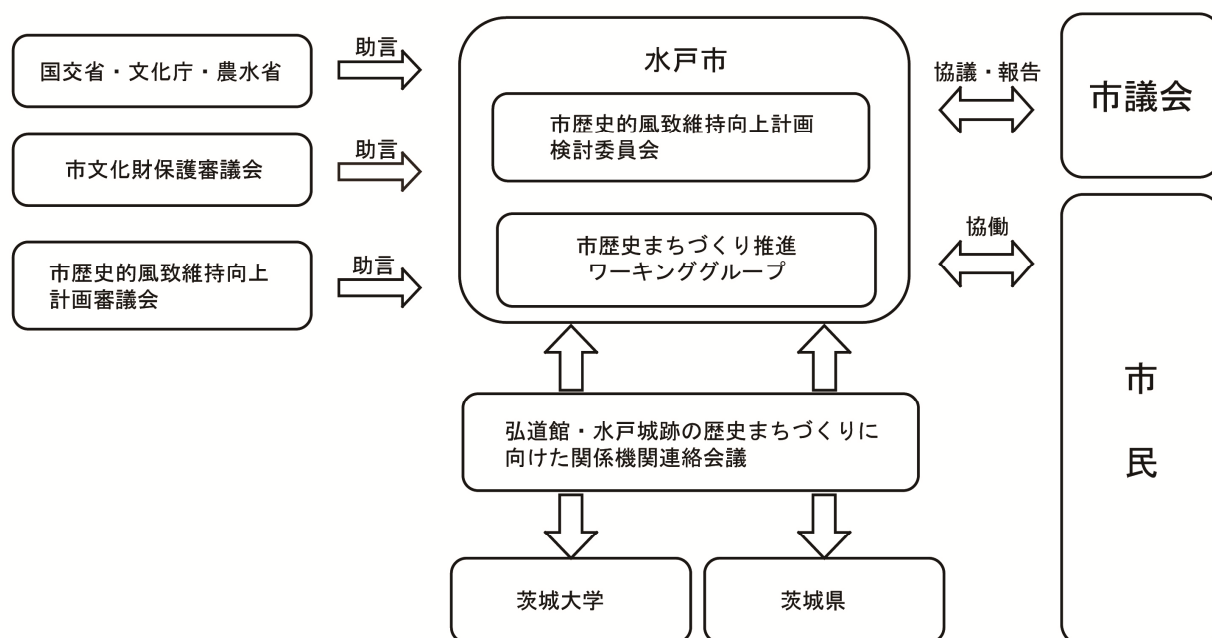 国交省・文化庁・農水省
助言
市文化財保護審議会
助言
市歴史的風致維持向上
計画審議会
助言
水戸市
市歴史的風致維持向上計画
検討委員会
市歴史まちづくり推進
ワーキンググループ
協議・報告
市議会
協働
市
民
弘道館・水戸城跡の歴史まちづくりに
向けた関係機関連絡会議
茨城大学
茨城県